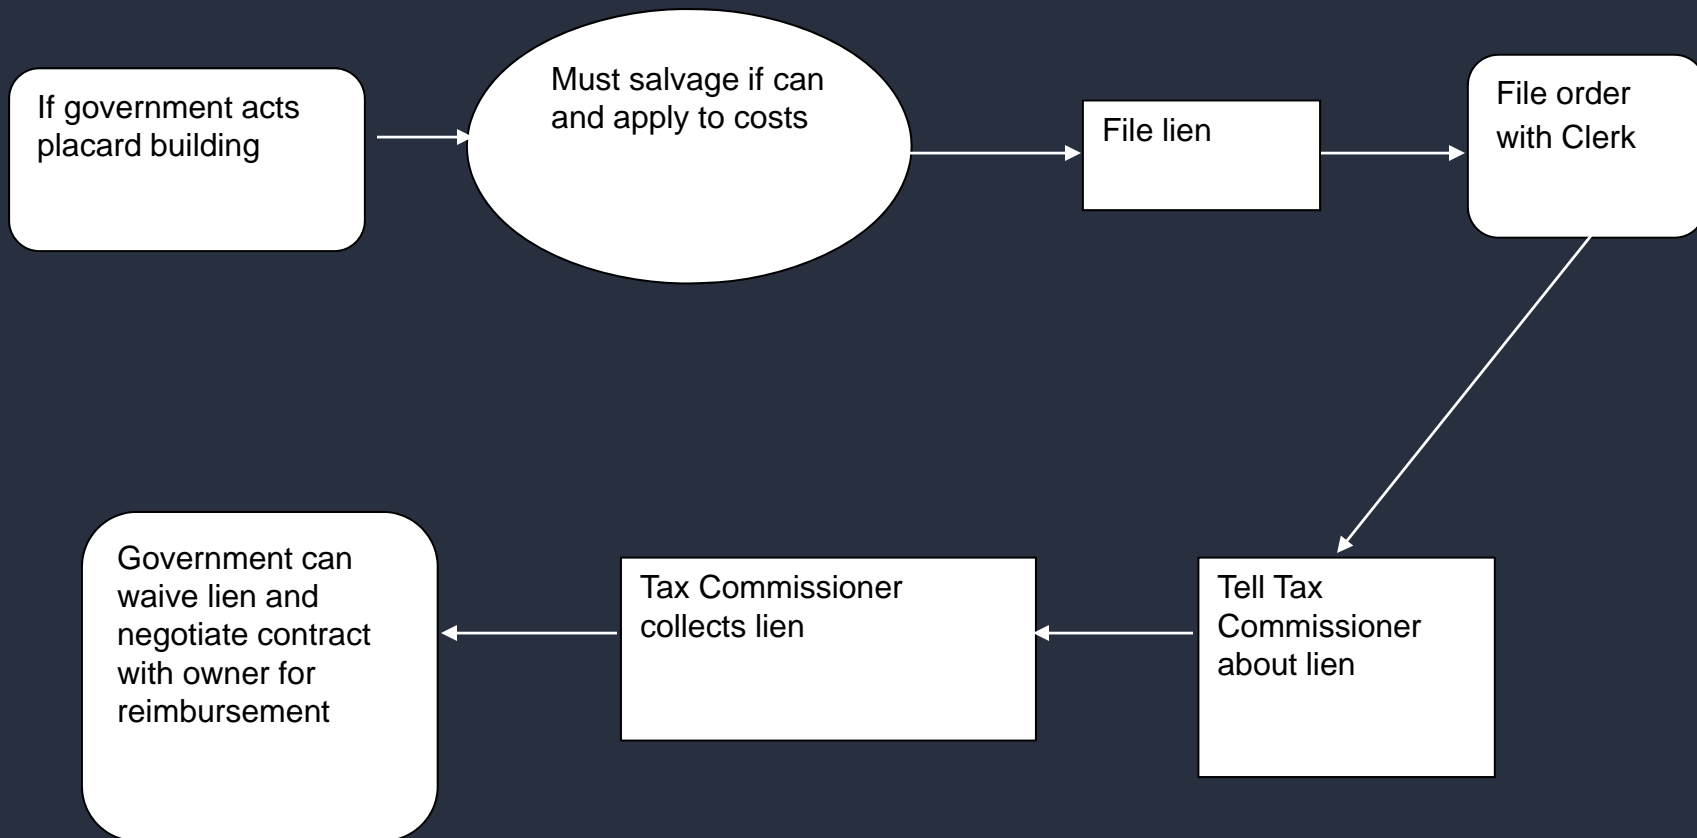 If government acts
placard building
Must salvage if can
and apply to costs
File lien
File order
with Clerk
Tell Tax
Commissioner
about lien
Tax Commissioner
collects lien
Government can
waive lien and
negotiate contract
with owner for
reimbursement